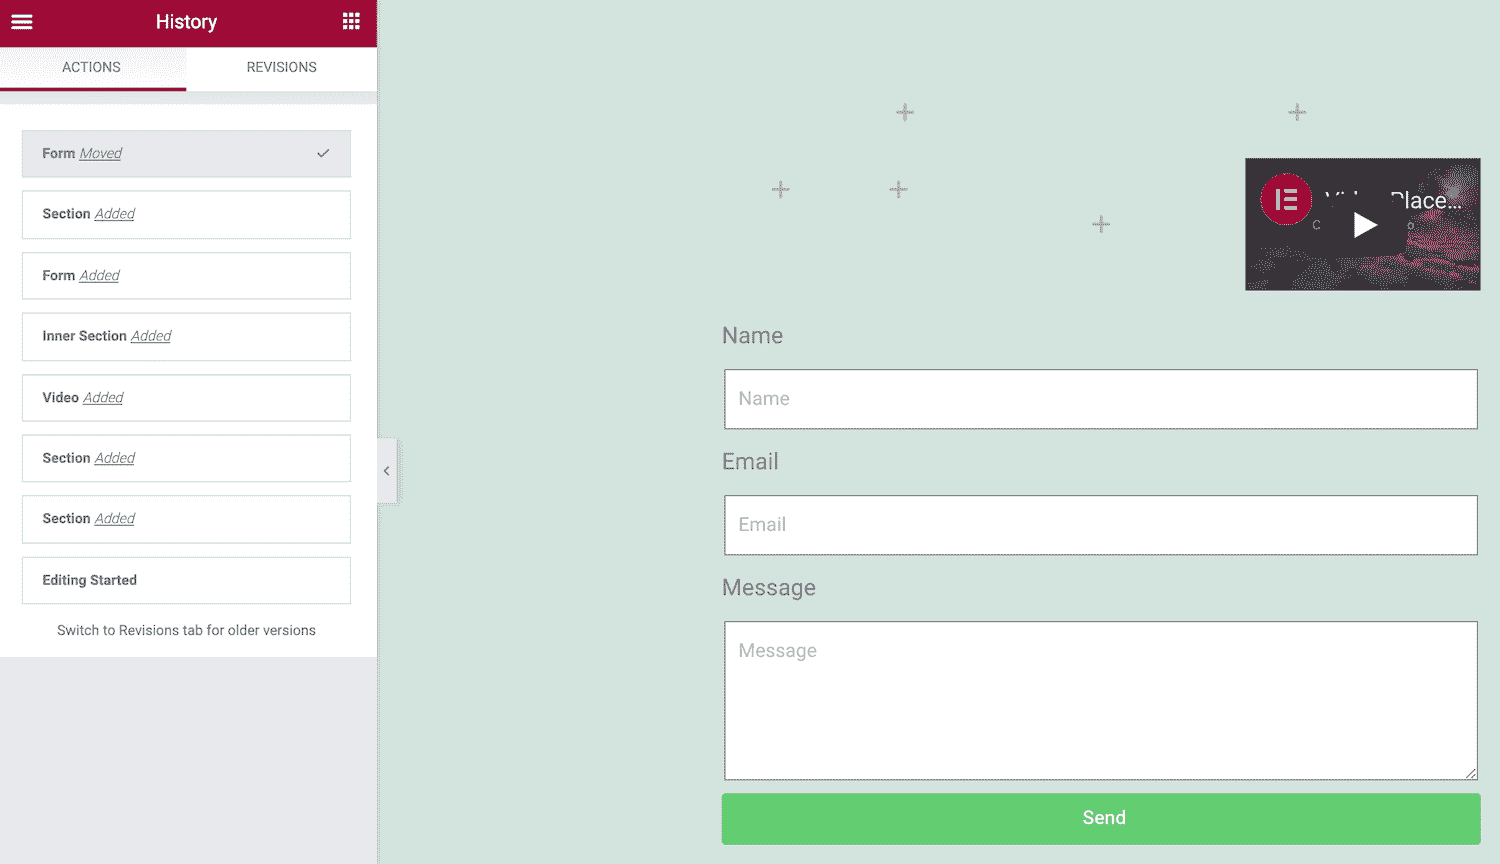 History
ACTIONS
REVISIONS
Form Moved
Section Added
Form Added
Inner Section Added
Video Added
Section Added
Section Added
Editing Started
Switch to Revisions tab for older versions
Place...
Name
Name
Email
Email
Message
Message
Send